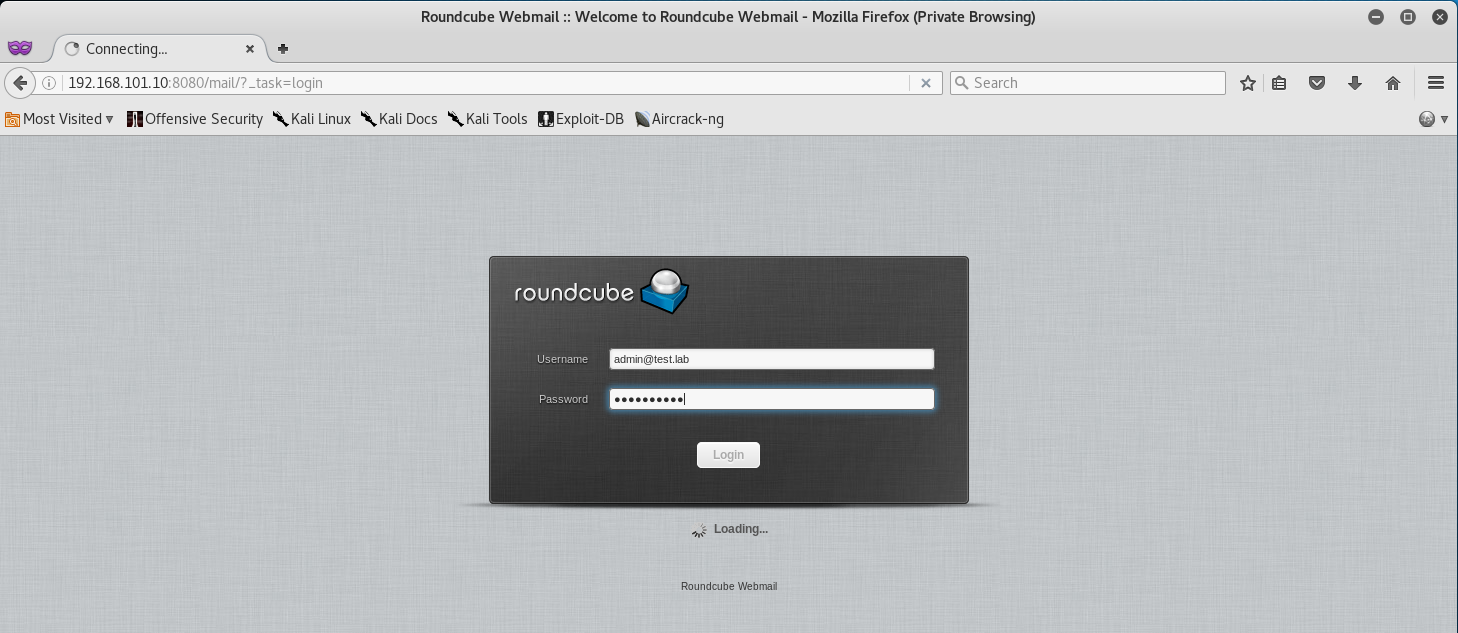 Roundcube Webmail :: Welcome to Roundcube Webmail - Mozilla Firefox (Private Browsing)
Connecting...
192.168.101.10:8080/mail/?_task=login
Search
Most Visited
Offensive Security
Kali Linux
Kali Docs
Kali Tools
Exploit-DB
Aircrack-ng
roundcube
Username
admin@test.lab
Password
Login
Loading...
Roundcube Webmail